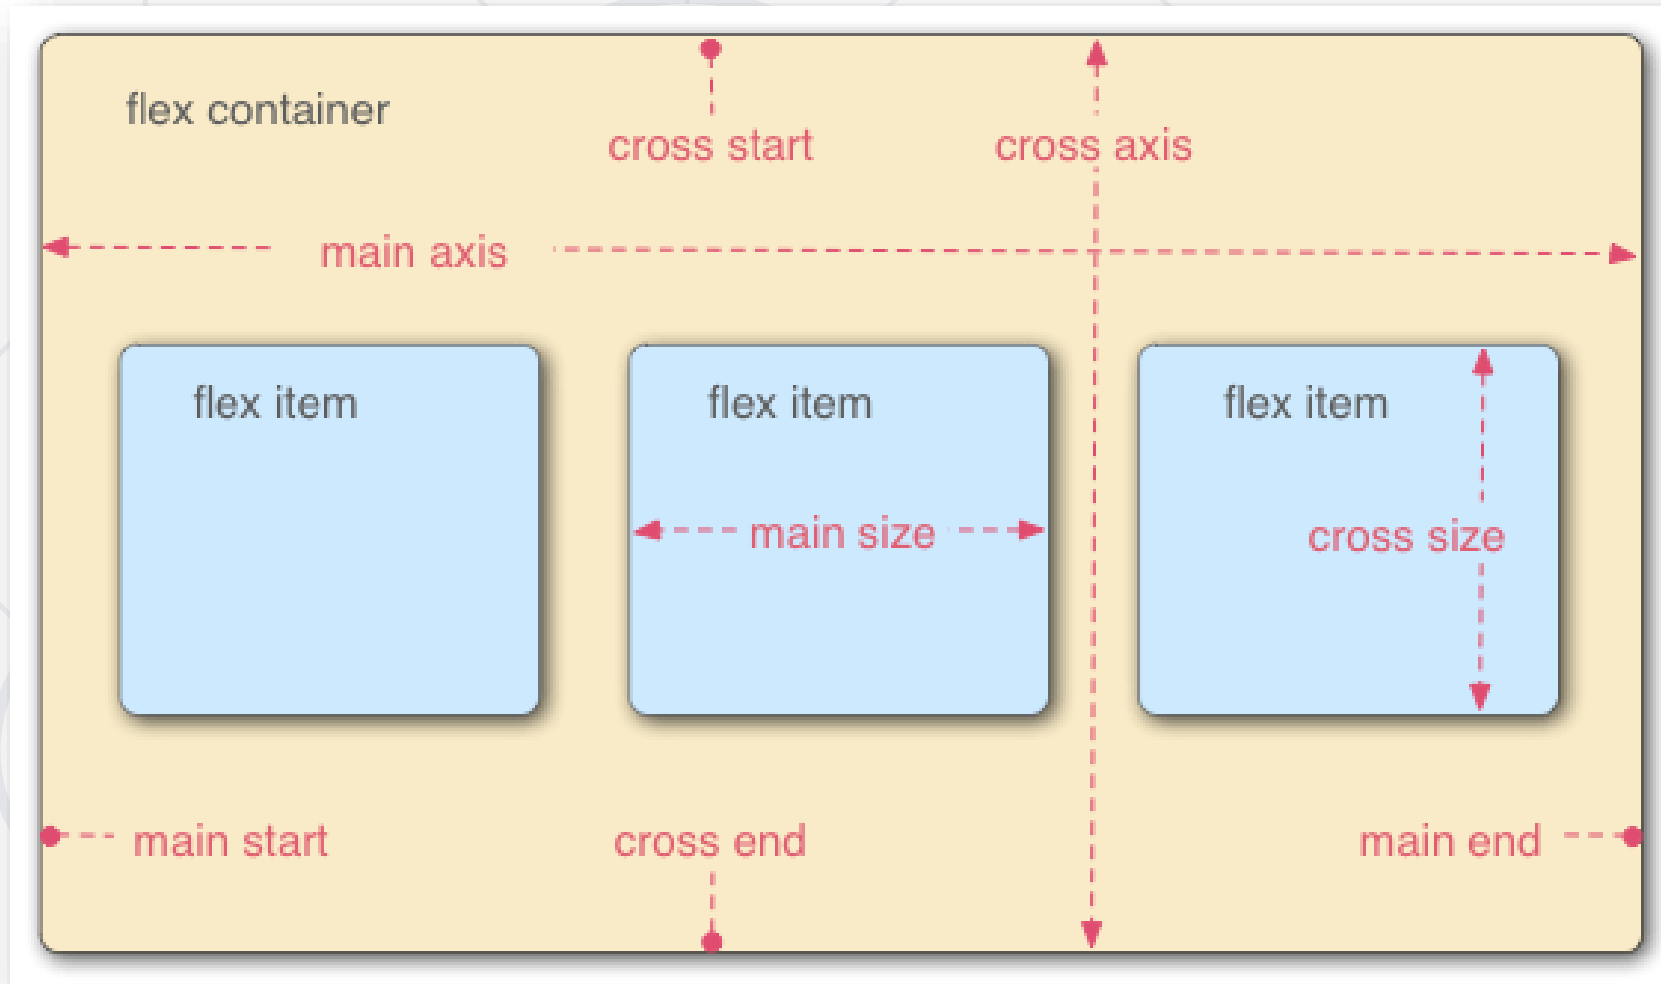 flex container
cross start
cross axis
main axis
flex item
flex item
flex item
main size
cross size
main start
cross end
main end